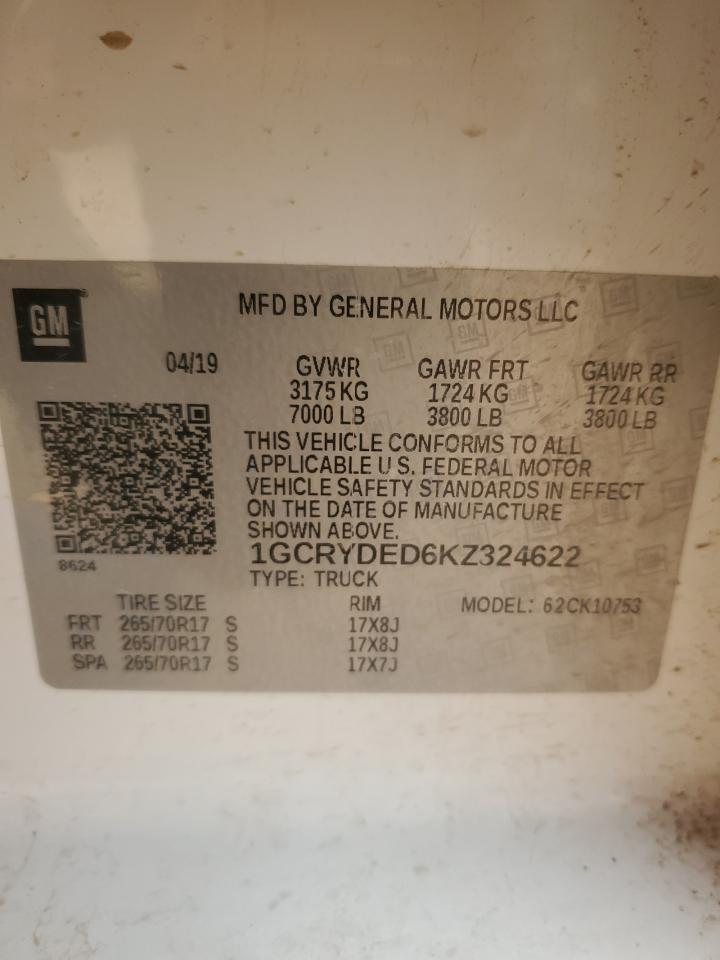 GM
MFD BY GENERAL MOTORS LLC
04/19 GVWR GAWR FRT GAWR RR
3175 KG 1724 KG 1724 KG
7000 LB 3800 LB 3800 LB
THIS VEHICLE CONFORMS TO ALL
APPLICABLE U.S. FEDERAL MOTOR
VEHICLE SAFETY STANDARDS IN EFFECT
ON THE DATE OF MANUFACTURE
SHOWN ABOVE.
1GCRYDED6KZ324622
8624
TYPE: TRUCK
TIRE SIZE RIM MODEL: 62CK10753
FRT 265/70R17 S 17X8J
RR 265/70R17 S 17X8J
SPA 265/70R17 S 17X7J